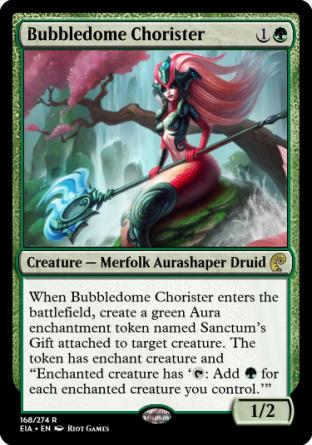 Bubbledome Chorister 1
Creature — Merfolk Aurashaper Druid
When Bubbledome Chorister enters the
battlefield, create a green Aura
enchantment token named Sanctum's
Gift attached to target creature. The
token has enchant creature and
“Enchanted creature has ‘: Add for
each enchantment you control.’”
1/2
168/274 R
EIA • EN Riot Games